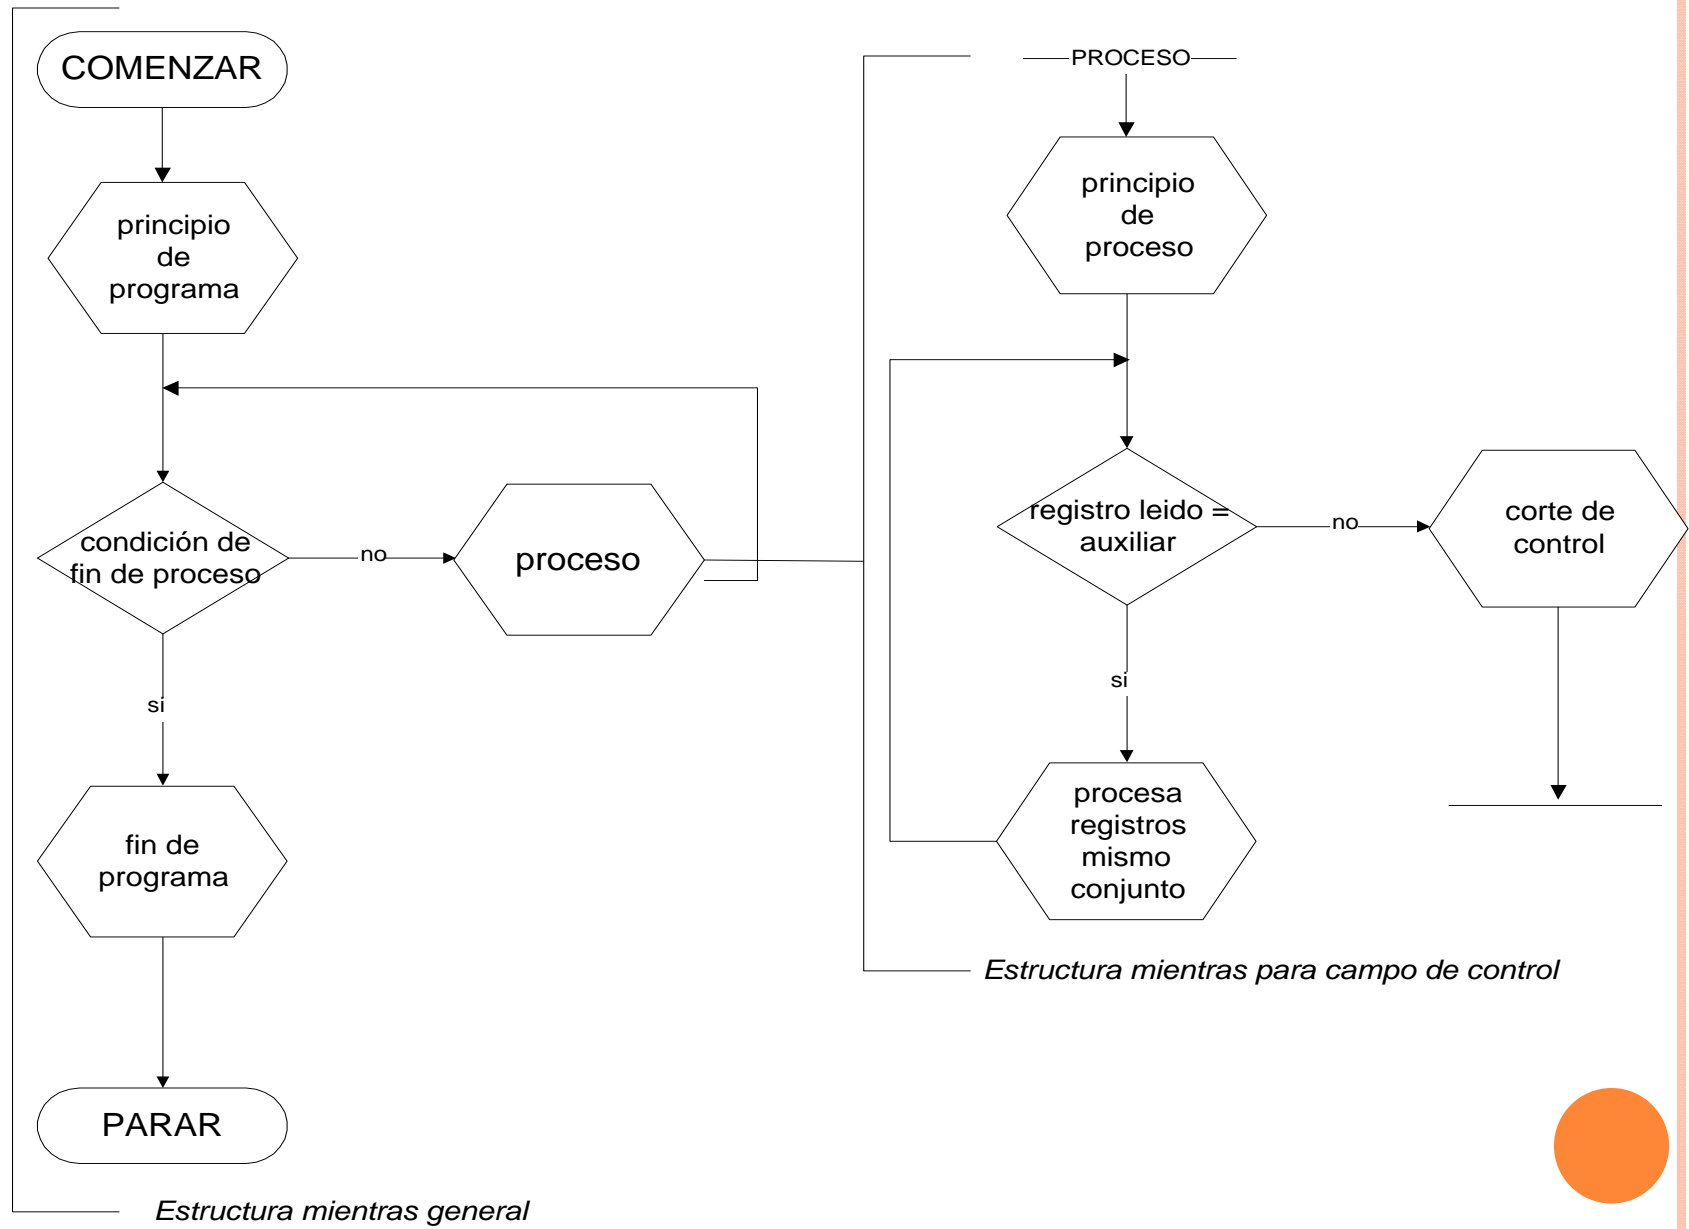 COMENZAR
principio
de
programa
condición de
fin de proceso
no
proceso
si
fin de
programa
PARAR
Estructura mientras general
PROCESO
principio
de
proceso
registro leido =
auxiliar
no
corte de
control
si
procesa
registros
mismo
conjunto
Estructura mientras para campo de control